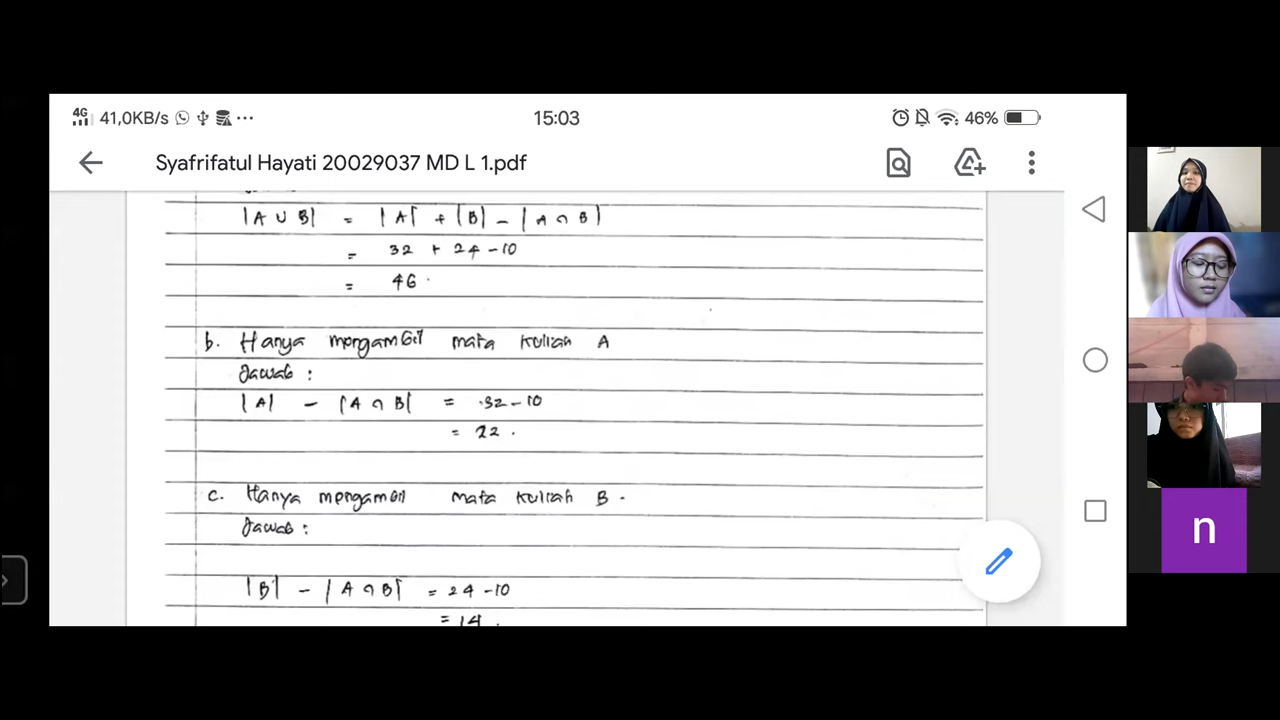 4G 41,0KB/s ... 15:03 46%
Syafrifatul Hayati 20029037 MD L 1.pdf
|A ∪ B| = |A| + |B| - |A ∩ B|
= 32 + 24 - 10
= 46.
b. Hanya mengambil mata kuliah A
Jawab :
|A| - |A ∩ B| = 32 - 10
= 22.
c. Hanya mengambil mata kuliah B.
Jawab :
|B| - |A ∩ B| = 24 - 10
= 14.
n